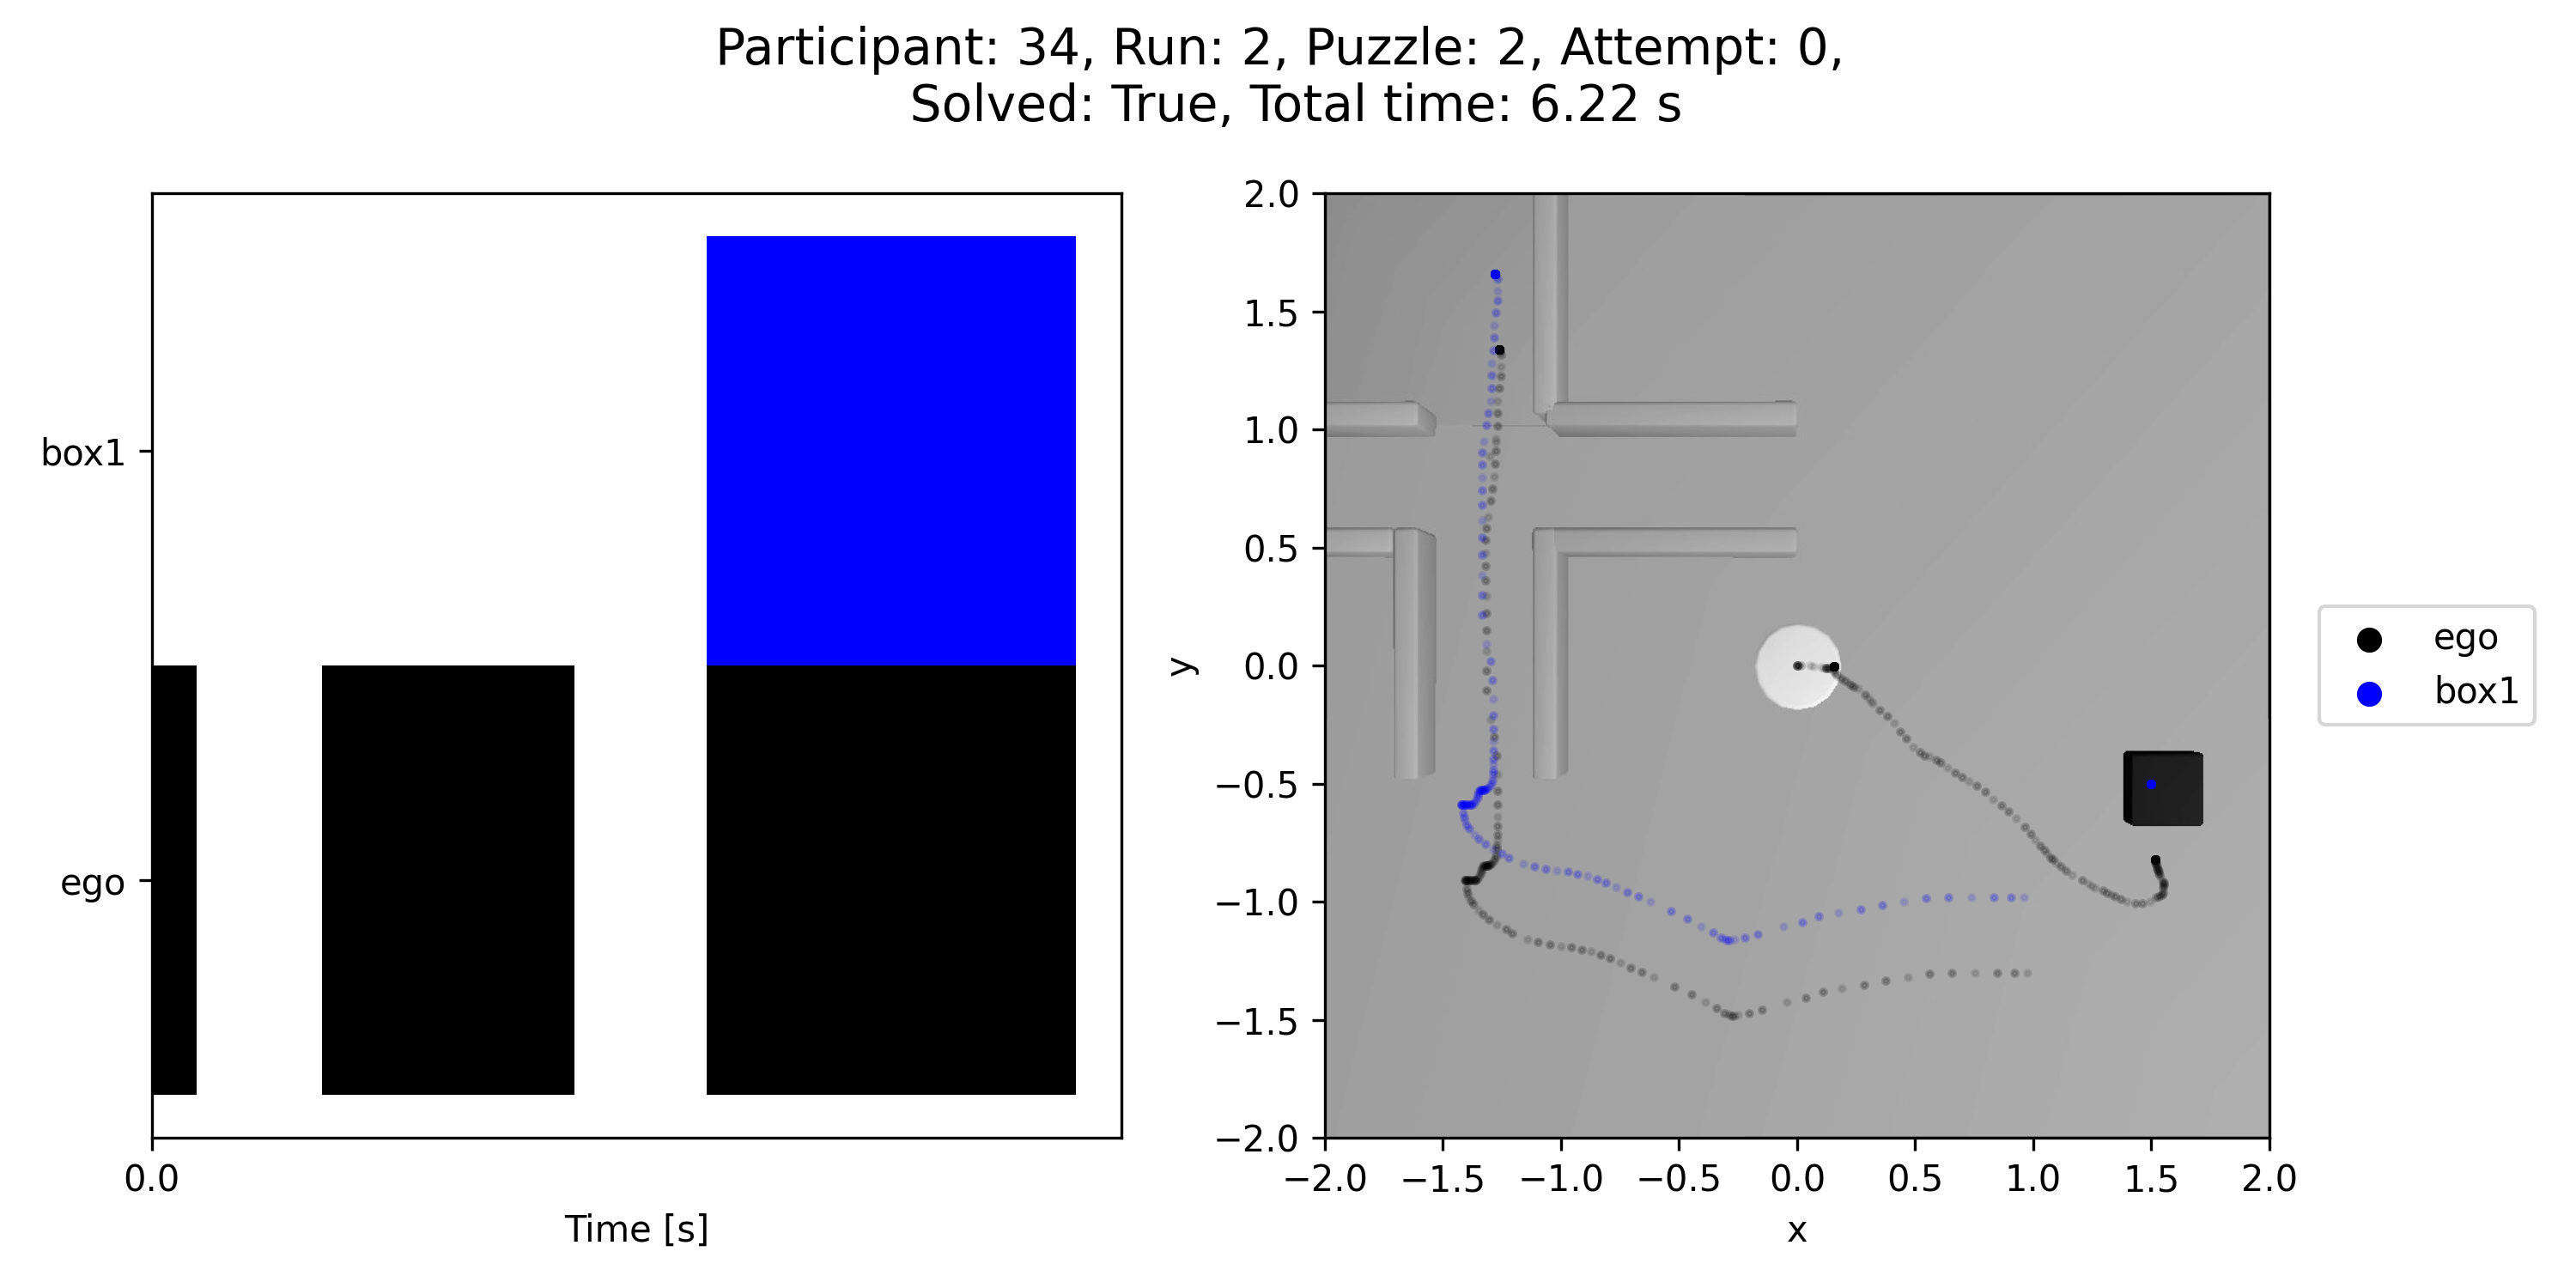 Participant: 34, Run: 2, Puzzle: 2, Attempt: 0,
Solved: True, Total time: 6.22 s
box1
ego
0.0
Time [s]
2.0
1.5
1.0
0.5
0.0
−0.5
−1.0
−1.5
−2.0
y
−2.0 −1.5 −1.0 −0.5 0.0 0.5 1.0 1.5 2.0
x
ego
box1